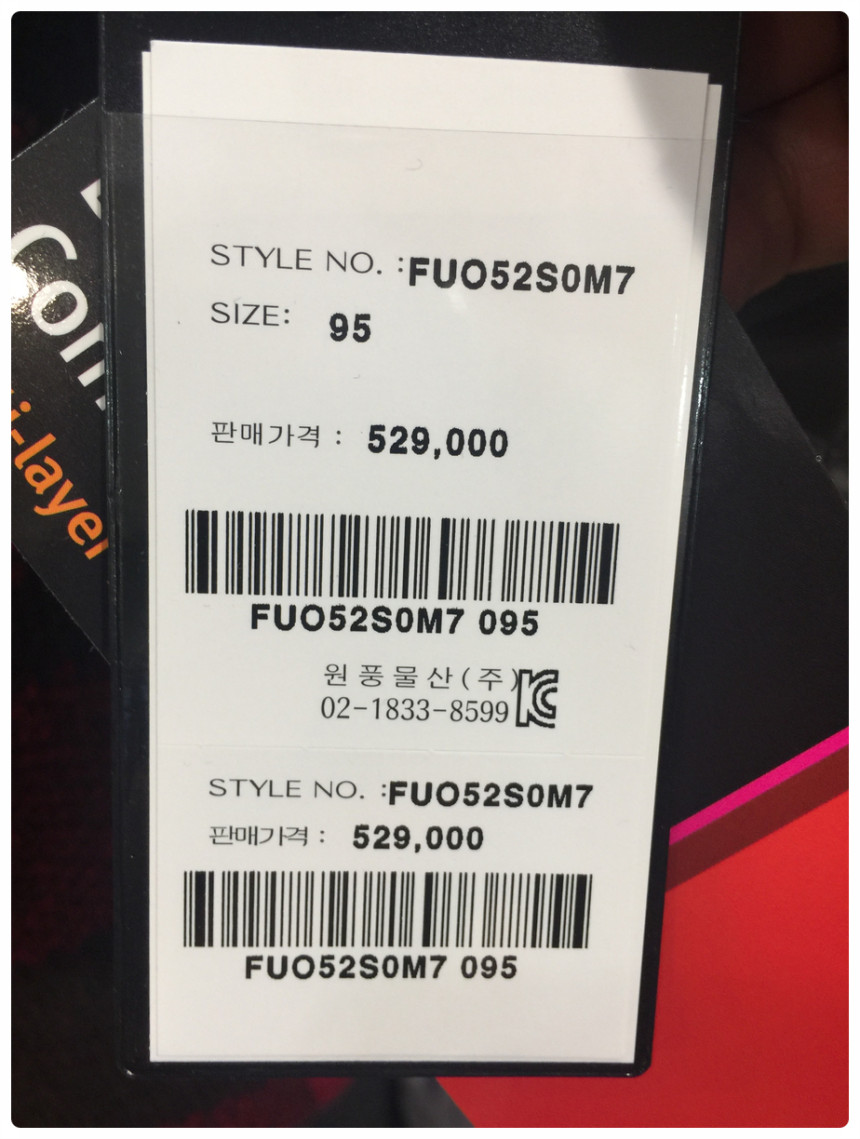 STYLE NO. :FUO52S0M7
SIZE: 95
판매가격 : 529,000
FUO52S0M7 095
원풍물산(주)
02-1833-8599
STYLE NO. :FUO52S0M7
판매가격 : 529,000
FUO52S0M7 095
i-layer